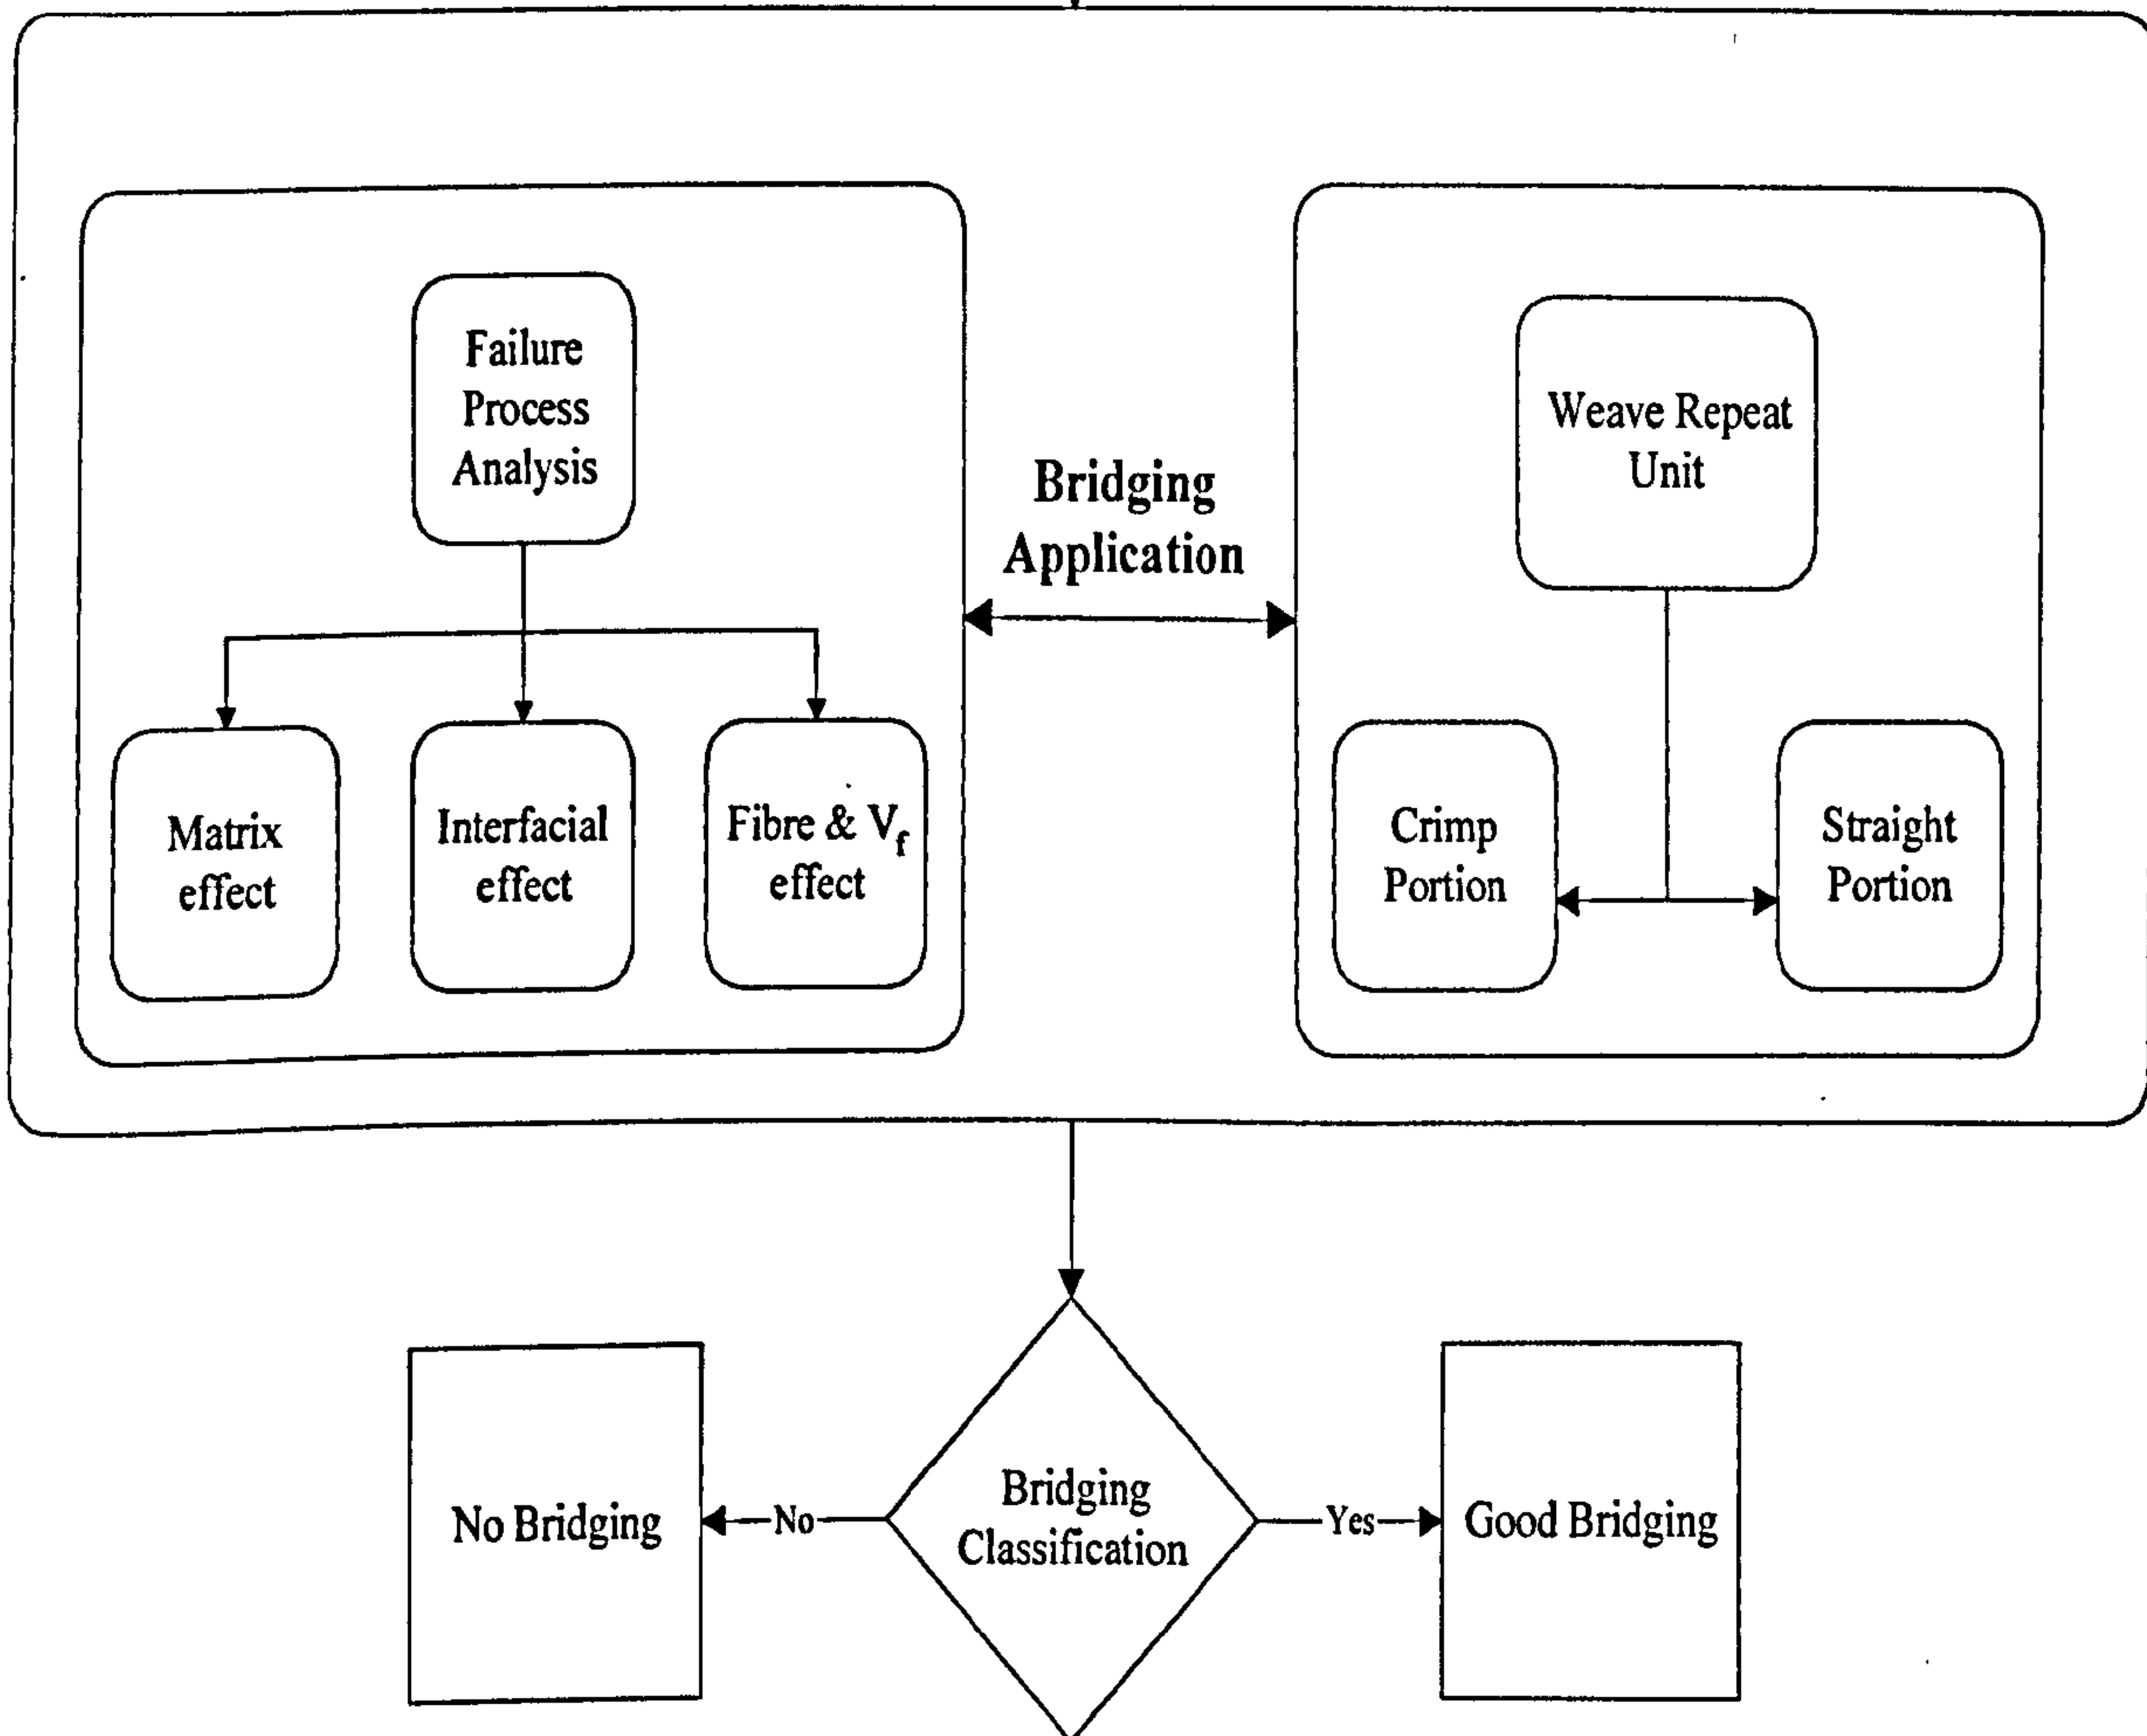 Failure
Process
Analysis
Matrix
effect
Interfacial
effect
Fibre & V_f
effect
Bridging
Application
Weave Repeat
Unit
Crimp
Portion
Straight
Portion
Bridging
Classification
No
No Bridging
Yes
Good Bridging